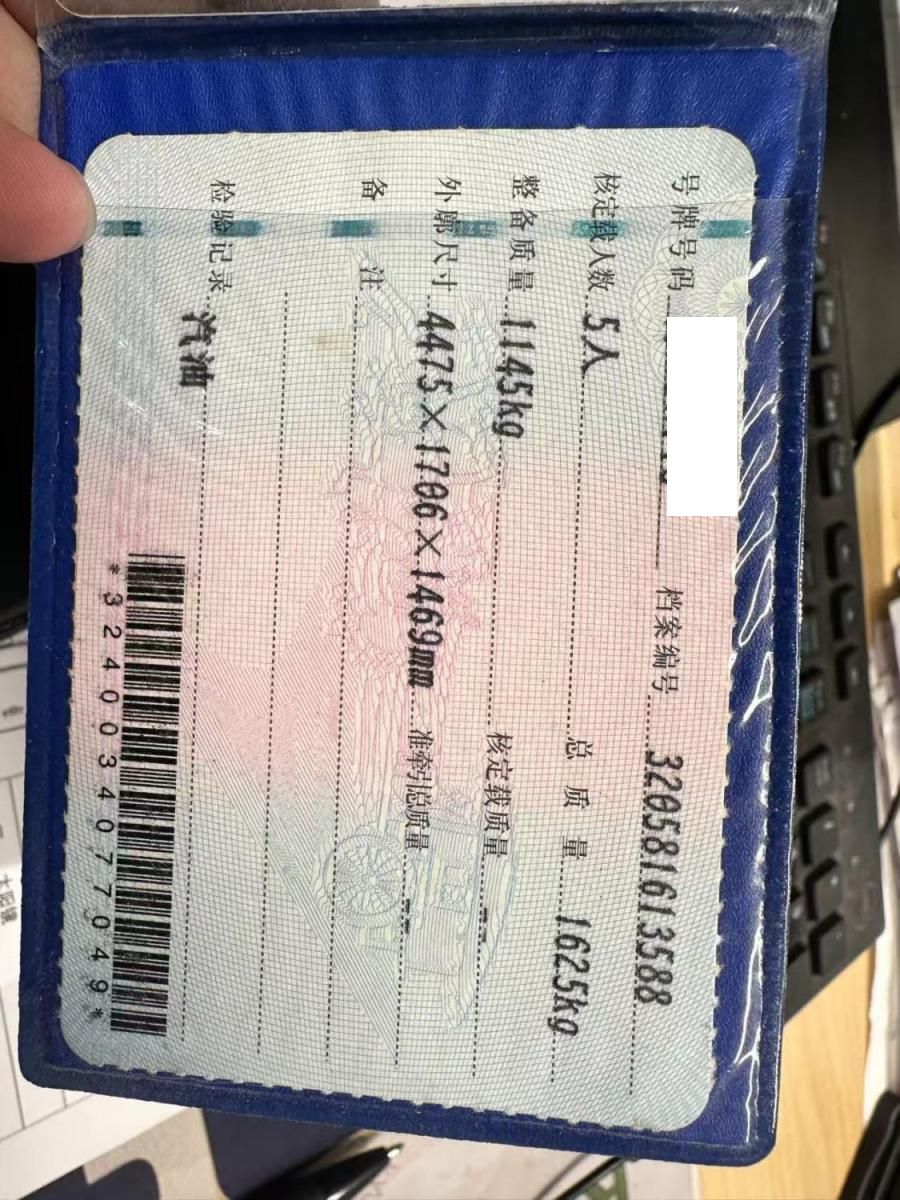 号牌号码 档案编号 320581613588
核定载人数 5人 总质量 1625kg
整备质量 1145kg 核定载质量 --
外廓尺寸 4475×1706×1469mm 准牵引总质量 --
备注
检验记录
汽油
*3240034077049*